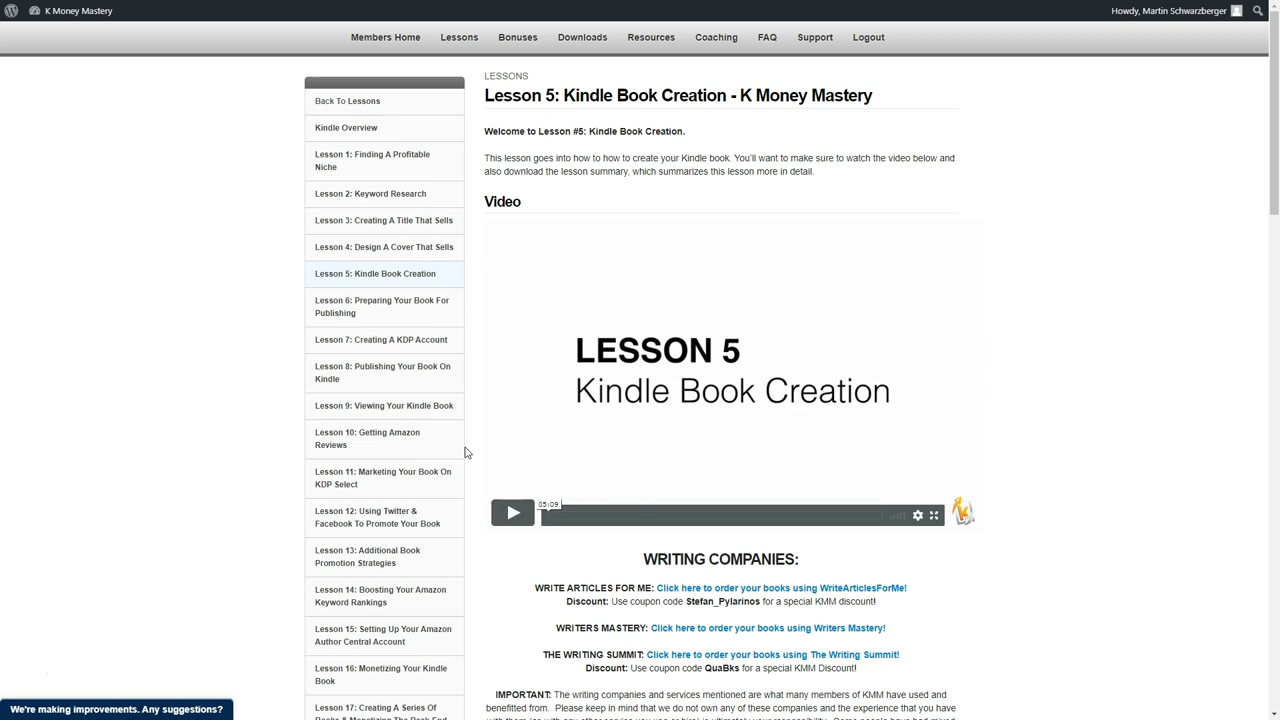 K Money Mastery
Howdy, Martin Schwarzberger
Members Home
Lessons
Bonuses
Downloads
Resources
Coaching
FAQ
Support
Logout
Back To Lessons
Kindle Overview
Lesson 1: Finding A Profitable
Niche
Lesson 2: Keyword Research
Lesson 3: Creating A Title That Sells
Lesson 4: Design A Cover That Sells
Lesson 5: Kindle Book Creation
Lesson 6: Preparing Your Book For
Publishing
Lesson 7: Creating A KDP Account
Lesson 8: Publishing Your Book On
Kindle
Lesson 9: Viewing Your Kindle Book
Lesson 10: Getting Amazon
Reviews
Lesson 11: Marketing Your Book On
KDP Select
Lesson 12: Using Twitter &
Facebook To Promote Your Book
Lesson 13: Additional Book
Promotion Strategies
Lesson 14: Boosting Your Amazon
Keyword Rankings
Lesson 15: Setting Up Your Amazon
Author Central Account
Lesson 16: Monetizing Your Kindle
Book
Lesson 17: Creating A Series Of
LESSONS
Lesson 5: Kindle Book Creation - K Money Mastery
Welcome to Lesson #5: Kindle Book Creation.
This lesson goes into how to how to create your Kindle book. You'll want to make sure to watch the video below and
also download the lesson summary, which summarizes this lesson more in detail.
Video
LESSON 5
Kindle Book Creation
05:09
k
WRITING COMPANIES:
WRITE ARTICLES FOR ME: Click here to order your books using WriteArticlesForMe!
Discount: Use coupon code Stefan_Pylarinos for a special KMM discount!
WRITERS MASTERY: Click here to order your books using Writers Mastery!
THE WRITING SUMMIT: Click here to order your books using The Writing Summit!
Discount: Use coupon code QuaBks for a special KMM Discount!
IMPORTANT: The writing companies and services mentioned are what many members of KMM have used and
benefitted from. Please keep in mind that we do not own any of these companies and the experience that you have
We're making improvements. Any suggestions?